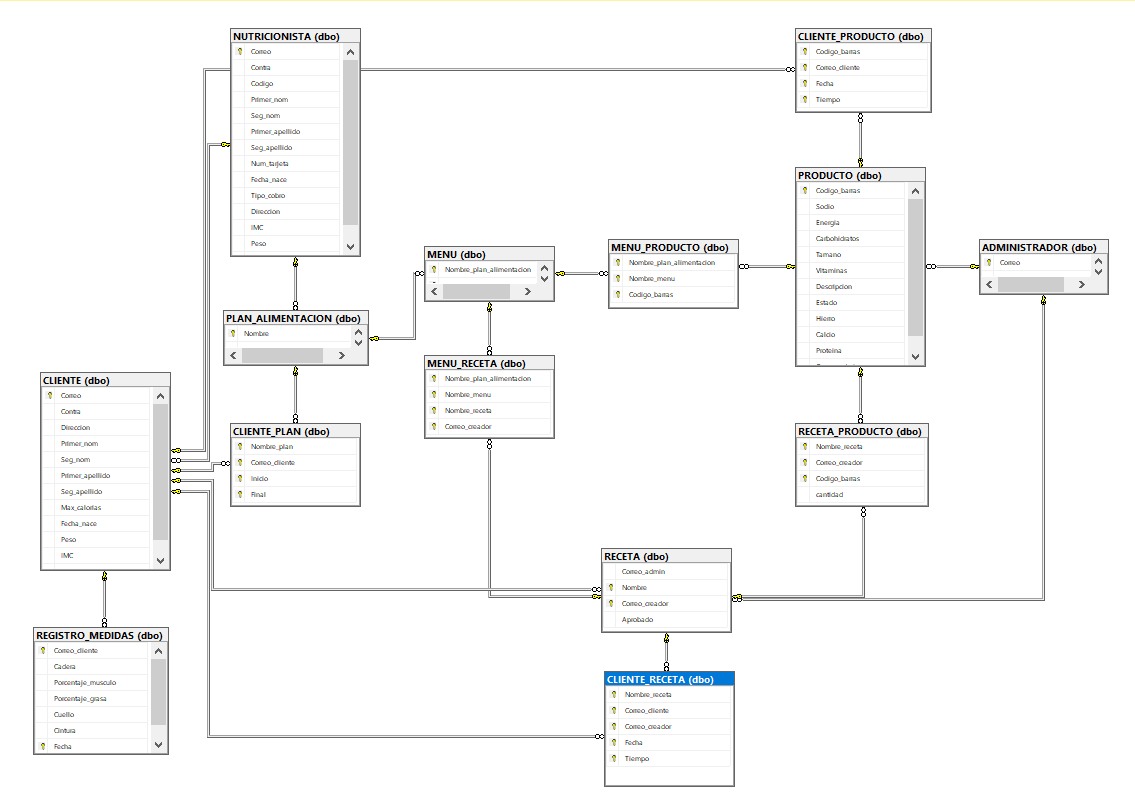 NUTRICIONISTA (dbo)
Correo
Contra
Codigo
Primer_nom
Seg_nom
Primer_apellido
Seg_apellido
Num_tarjeta
Fecha_nace
Tipo_cobro
Direccion
IMC
Peso
CLIENTE_PRODUCTO (dbo)
Codigo_barras
Correo_cliente
Fecha
Tiempo
PRODUCTO (dbo)
Codigo_barras
Sodio
Energia
Carbohidratos
Tamano
Vitaminas
Descripcion
Estado
Hierro
Calcio
Proteina
ADMINISTRADOR (dbo)
Correo
MENU (dbo)
Nombre_plan_alimentacion
MENU_PRODUCTO (dbo)
Nombre_plan_alimentacion
Nombre_menu
Codigo_barras
PLAN_ALIMENTACION (dbo)
Nombre
MENU_RECETA (dbo)
Nombre_plan_alimentacion
Nombre_menu
Nombre_receta
Correo_creador
CLIENTE (dbo)
Correo
Contra
Direccion
Primer_nom
Seg_nom
Primer_apellido
Seg_apellido
Max_calorias
Fecha_nace
Peso
IMC
CLIENTE_PLAN (dbo)
Nombre_plan
Correo_cliente
Inicio
Final
RECETA_PRODUCTO (dbo)
Nombre_receta
Correo_creador
Codigo_barras
cantidad
RECETA (dbo)
Correo_admin
Nombre
Correo_creador
Aprobado
REGISTRO_MEDIDAS (dbo)
Correo_cliente
Cadera
Porcentaje_musculo
Porcentaje_grasa
Cuello
Cintura
Fecha
CLIENTE_RECETA (dbo)
Nombre_receta
Correo_cliente
Correo_creador
Fecha
Tiempo